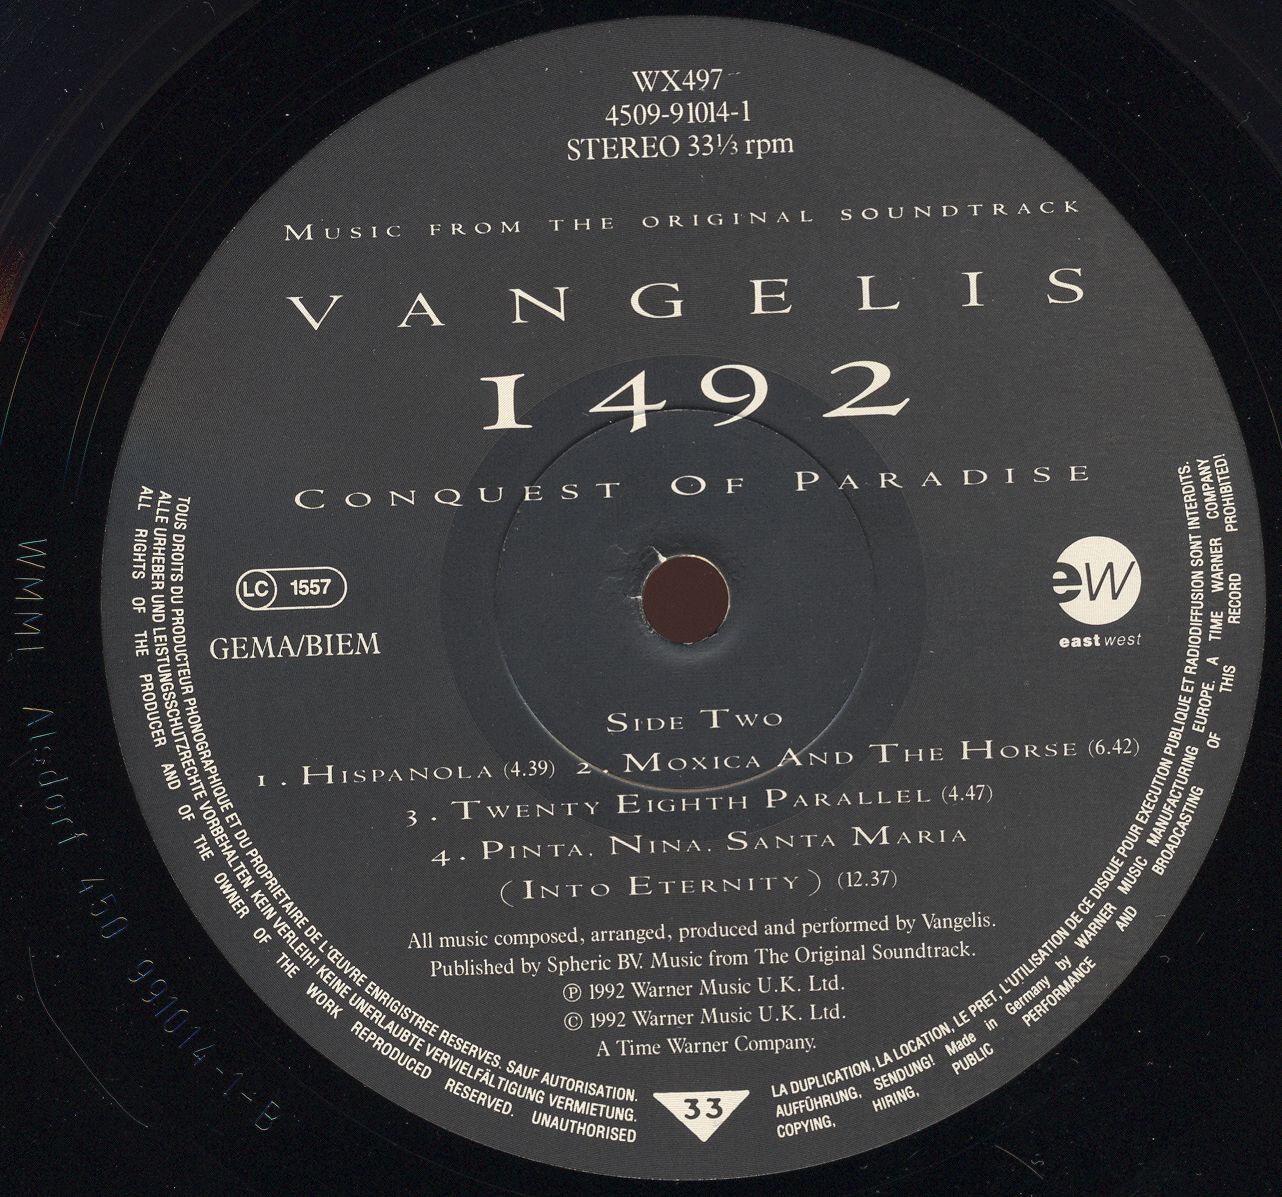 WX497
4509-91014-1
STEREO 33⅓ rpm
MUSIC FROM THE ORIGINAL SOUNDTRACK
VANGELIS
1492
CONQUEST OF PARADISE
LC 1557
GEMA/BIEM
eW
eastwest
SIDE TWO
1. HISPANOLA (4.39) 2. MOXICA AND THE HORSE (6.42)
3. TWENTY EIGHTH PARALLEL (4.47)
4. PINTA, NINA, SANTA MARIA
(INTO ETERNITY) (12.37)
All music composed, arranged, produced and performed by Vangelis.
Published by Spheric BV. Music from The Original Soundtrack.
℗ 1992 Warner Music U.K. Ltd.
© 1992 Warner Music U.K. Ltd.
A Time Warner Company.
33
TOUS DROITS DU PRODUCTEUR PHONOGRAPHIQUE ET DU PROPRIETAIRE DE L'ŒUVRE ENREGISTREE RESERVES. SAUF AUTORISATION. LA DUPLICATION, LA LOCATION, LE PRET, L'UTILISATION DE CE DISQUE POUR EXECUTION PUBLIQUE ET RADIODIFFUSION SONT INTERDITS.
ALLE URHEBER UND LEISTUNGSSCHUTZRECHTE VORBEHALTEN. KEIN VERLEIH! KEINE UNERLAUBTE VERVIELFÄLTIGUNG VERMIETUNG. AUFFÜHRUNG, SENDUNG! Made in Germany by WARNER MUSIC MANUFACTURING EUROPE. A TIME WARNER COMPANY
ALL RIGHTS OF THE PRODUCER AND OF THE OWNER OF THE WORK REPRODUCED RESERVED. UNAUTHORISED COPYING, HIRING, PUBLIC PERFORMANCE AND BROADCASTING OF THIS RECORD PROHIBITED!
WMME Alsdorf 450 991014-1-B